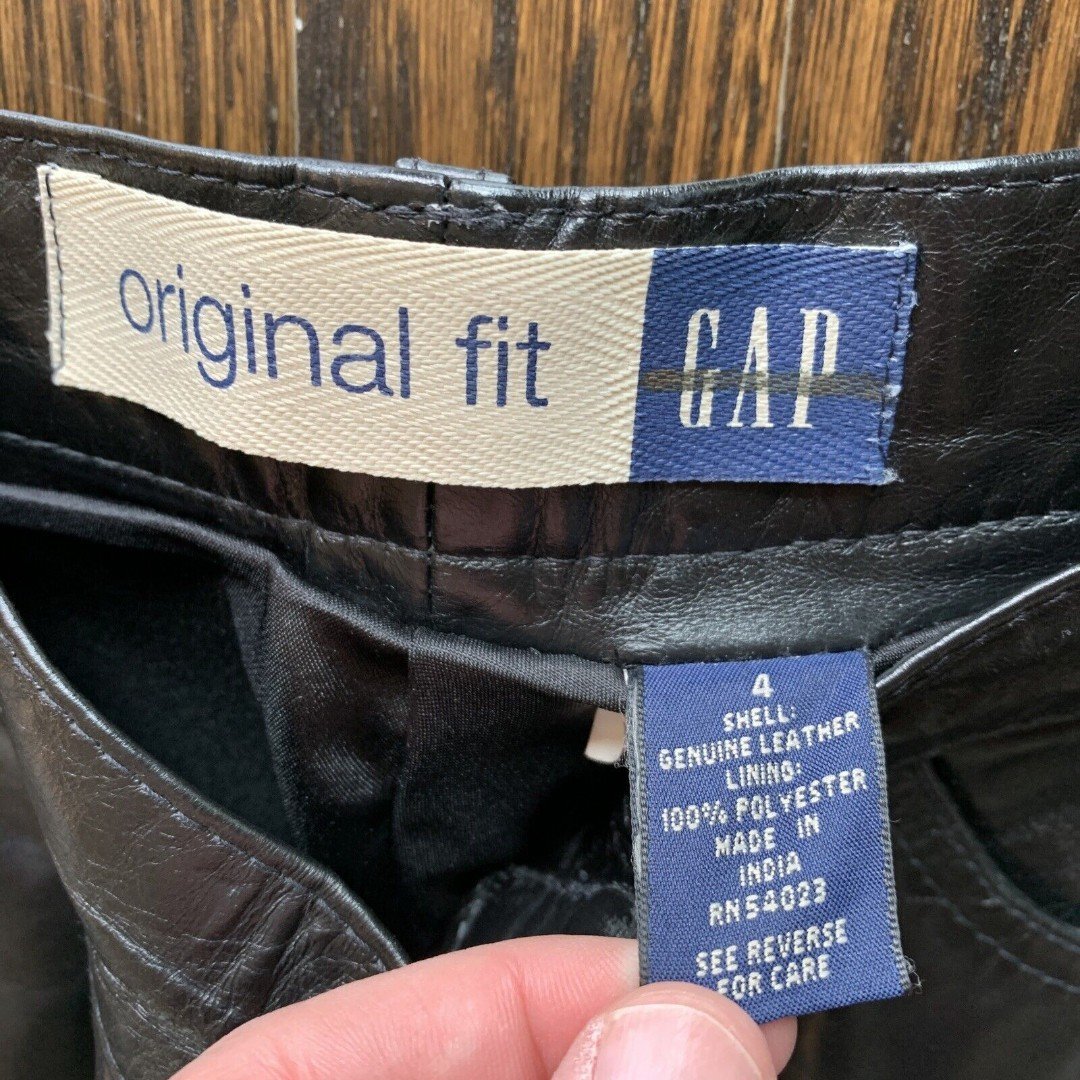 original fit GAP
4
SHELL:
GENUINE LEATHER
LINING:
100% POLYESTER
MADE IN
INDIA
RN54023
SEE REVERSE
FOR CARE